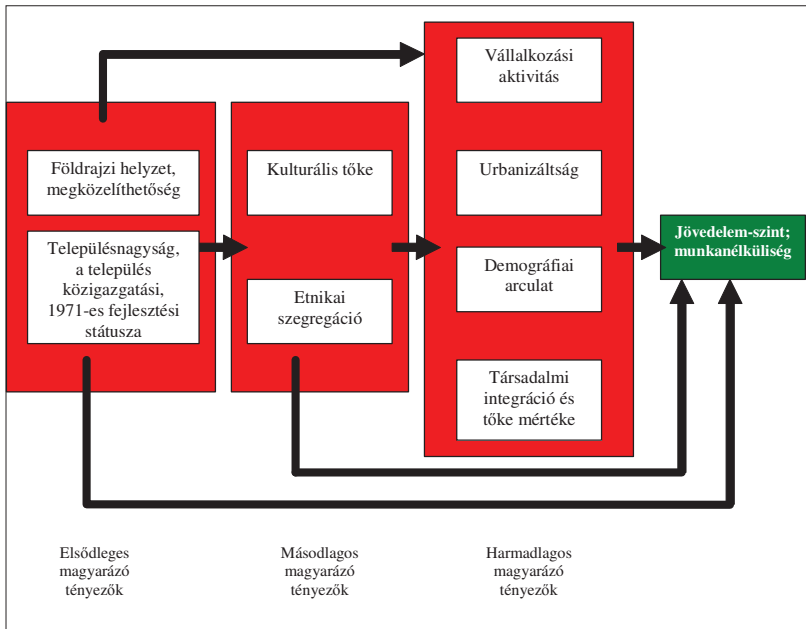 Földrajzi helyzet,
megközelíthetőség
Településnagyság,
a település
közigazgatási,
1971-es fejlesztési
státusza
Kulturális tőke
Etnikai
szegregáció
Vállalkozási
aktivitás
Urbanizáltság
Demográfiai
arculat
Társadalmi
integráció és
tőke mértéke
Jövedelem-szint;
munkanélküliség
Elsődleges
magyarázó
tényezők
Másodlagos
magyarázó
tényezők
Harmadlagos
magyarázó
tényezők